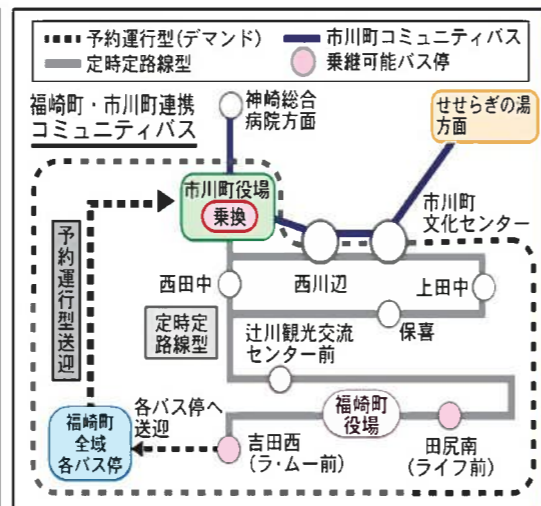 予約運行型(デマンド)
市川町コミュニティバス
定時定路線型
乗継可能バス停
福崎町・市川町連携
コミュニティバス
神崎総合
病院方面
せせらぎの湯
方面
市川町役場
乗換
市川町
文化センター
予約運行型送迎
西田中
西川辺
上田中
定時定
路線型
保喜
辻川観光交流
センター前
福崎町
全域
各バス停
各バス停へ
送迎
吉田西
(ラ・ムー前)
福崎町
役場
田尻南
(ライフ前)